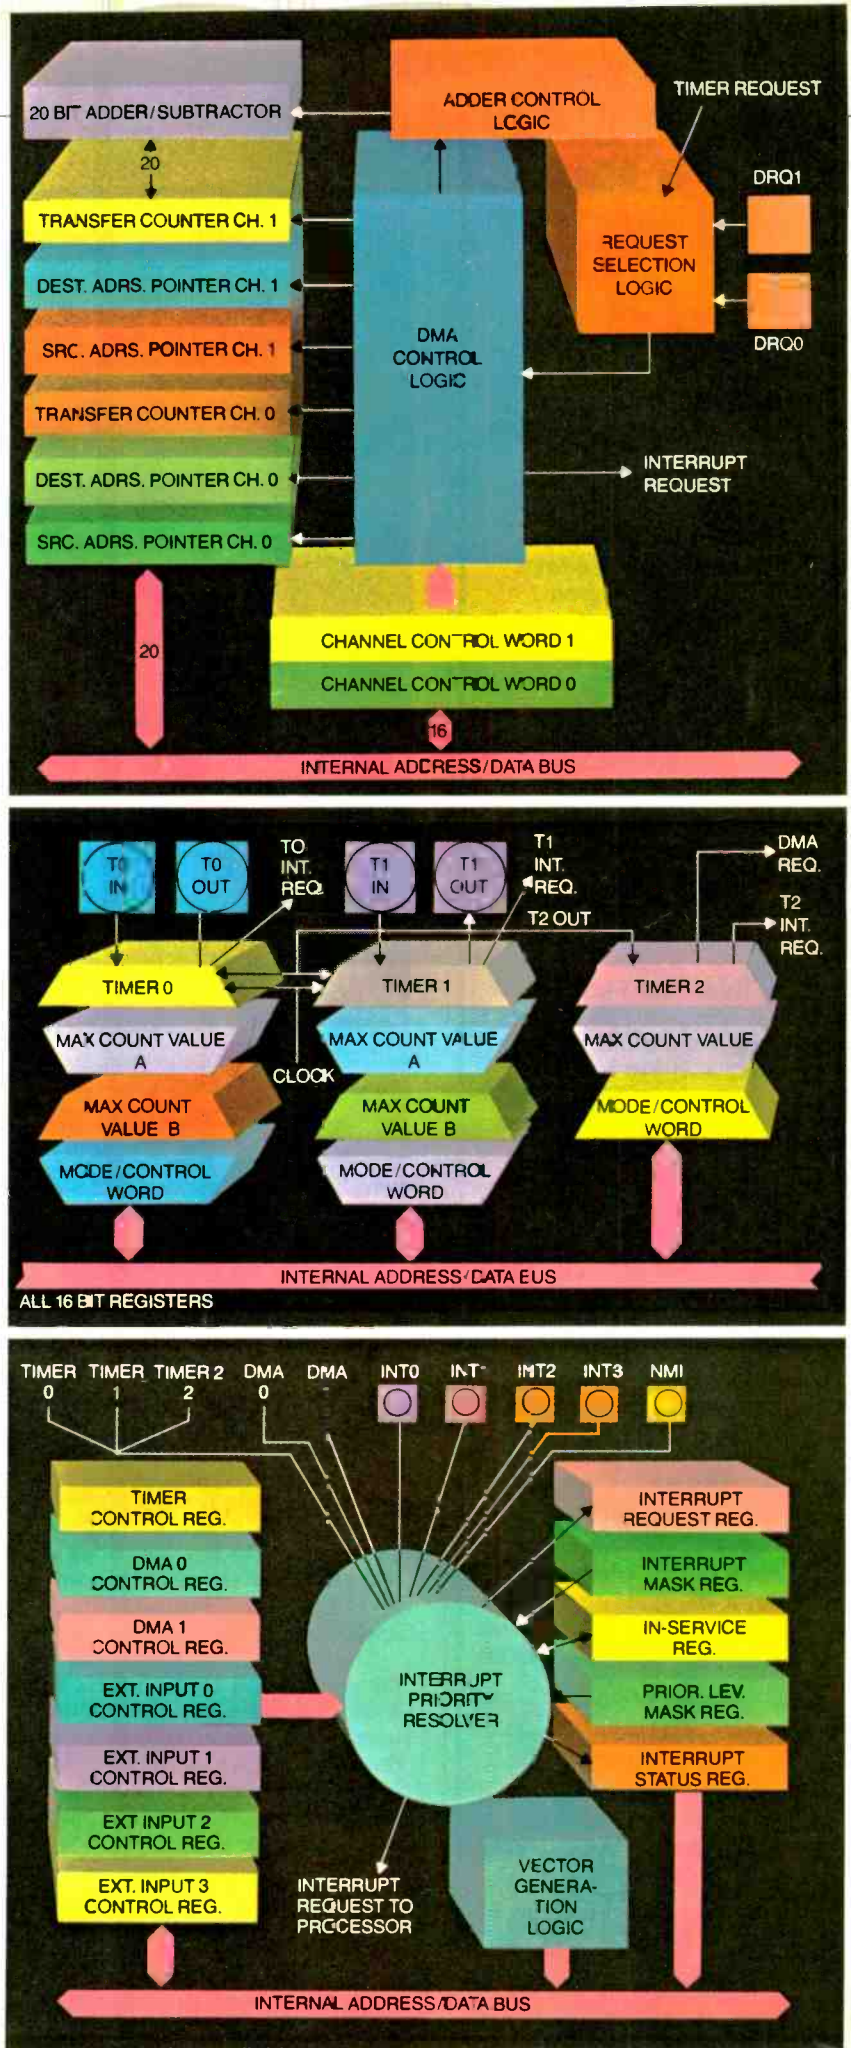 20 BIT ADDER/SUBTRACTOR
ADDER CONTROL
LOGIC
TIMER REQUEST
20
DRQ1
TRANSFER COUNTER CH. 1
REQUEST
SELECTION
LOGIC
DEST. ADRS. POINTER CH. 1
DRQ0
SRC. ADRS. POINTER CH. 1
DMA
CONTROL
LOGIC
TRANSFER COUNTER CH. 0
DEST. ADRS. POINTER CH. 0
INTERRUPT
REQUEST
SRC. ADRS. POINTER CH. 0
20
CHANNEL CONTROL WORD 1
CHANNEL CONTROL WORD 0
16
INTERNAL ADDRESS/DATA BUS
T0
IN
T0
OUT
TO
INT.
REQ.
T1
IN
T1
OUT
T1
INT.
REQ.
T2 OUT
DMA
REQ.
T2
INT.
REQ.
TIMER 0
TIMER 1
TIMER 2
MAX COUNT VALUE
A
MAX COUNT VALUE
A
MAX COUNT VALUE
CLOCK
MAX COUNT
VALUE B
MAX COUNT
VALUE B
MODE/CONTROL
WORD
MODE/CONTROL
WORD
MODE/CONTROL
WORD
INTERNAL ADDRESS/DATA BUS
ALL 16 BIT REGISTERS
TIMER
0
TIMER
1
TIMER 2
2
DMA
0
DMA
INT0
INT
INT2
INT3
NMI
TIMER
CONTROL REG.
DMA 0
CONTROL REG.
DMA 1
CONTROL REG.
EXT. INPUT 0
CONTROL REG.
EXT. INPUT 1
CONTROL REG.
EXT INPUT 2
CONTROL REG.
EXT. INPUT 3
CONTROL REG.
INTERRUPT
PRIORITY
RESOLVER
INTERRUPT
REQUEST REG.
INTERRUPT
MASK REG.
IN-SERVICE
REG.
PRIOR. LEV.
MASK REG.
INTERRUPT
STATUS REG.
INTERRUPT
REQUEST TO
PROCESSOR
VECTOR
GENERA-
TION
LOGIC
INTERNAL ADDRESS/DATA BUS